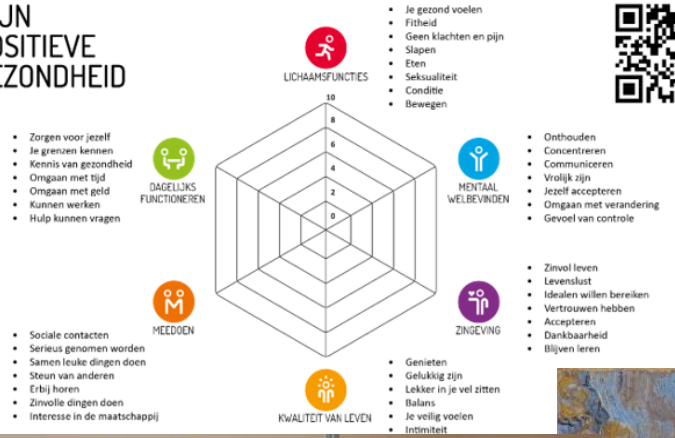 IJN
OSITIEVE
EZONDHEID
LICHAAMSFUNCTIES
• Je gezond voelen
• Fitheid
• Geen klachten en pijn
• Slapen
• Eten
• Seksualiteit
• Conditie
• Bewegen
10
8
6
4
2
0
MENTAAL
WELBEVINDEN
• Onthouden
• Concentreren
• Communiceren
• Vrolijk zijn
• Jezelf accepteren
• Omgaan met verandering
• Gevoel van controle
ZINGEVING
• Zinvol leven
• Levenslust
• Idealen willen bereiken
• Vertrouwen hebben
• Accepteren
• Dankbaarheid
• Blijven leren
KWALITEIT VAN LEVEN
• Genieten
• Gelukkig zijn
• Lekker in je vel zitten
• Balans
• Je veilig voelen
• Intimiteit
MEEDOEN
• Sociale contacten
• Serieus genomen worden
• Samen leuke dingen doen
• Steun van anderen
• Erbij horen
• Zinvolle dingen doen
• Interesse in de maatschappij
DAGELIJKS
FUNCTIONEREN
• Zorgen voor jezelf
• Je grenzen kennen
• Kennis van gezondheid
• Omgaan met tijd
• Omgaan met geld
• Kunnen werken
• Hulp kunnen vragen